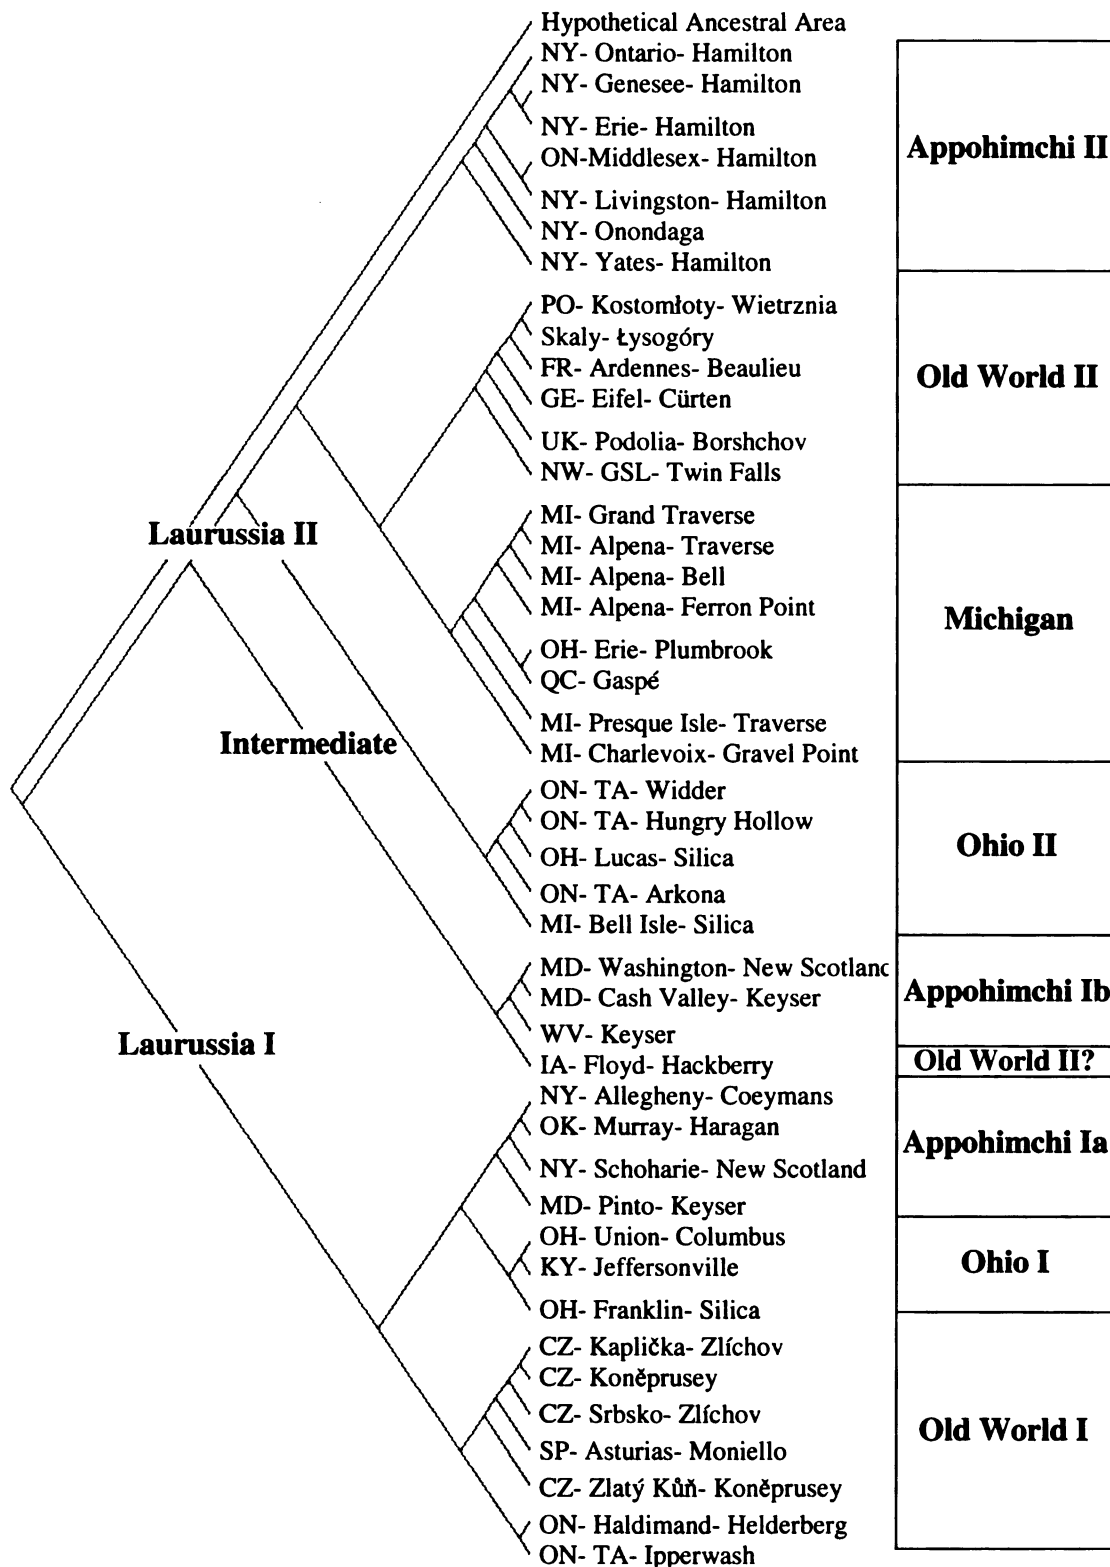 Hypothetical Ancestral Area
NY- Ontario- Hamilton
NY- Genesee- Hamilton
NY- Erie- Hamilton
ON-Middlesex- Hamilton
NY- Livingston- Hamilton
NY- Onondaga
NY- Yates- Hamilton
Appohimchi II
PO- Kostomłoty- Wietrznia
Skaly- Łysogóry
FR- Ardennes- Beaulieu
GE- Eifel- Cürten
UK- Podolia- Borshchov
NW- GSL- Twin Falls
Old World II
MI- Grand Traverse
MI- Alpena- Traverse
MI- Alpena- Bell
MI- Alpena- Ferron Point
OH- Erie- Plumbrook
QC- Gaspé
MI- Presque Isle- Traverse
MI- Charlevoix- Gravel Point
Michigan
Laurussia II
Intermediate
ON- TA- Widder
ON- TA- Hungry Hollow
OH- Lucas- Silica
ON- TA- Arkona
MI- Bell Isle- Silica
Ohio II
MD- Washington- New Scotland
MD- Cash Valley- Keyser
WV- Keyser
Appohimchi Ib
IA- Floyd- Hackberry
Old World II?
Laurussia I
NY- Allegheny- Coeymans
OK- Murray- Haragan
NY- Schoharie- New Scotland
MD- Pinto- Keyser
Appohimchi Ia
OH- Union- Columbus
KY- Jeffersonville
OH- Franklin- Silica
Ohio I
CZ- Kaplička- Zlíchov
CZ- Koněprusey
CZ- Srbsko- Zlíchov
SP- Asturias- Moniello
CZ- Zlatý Kůň- Koněprusey
ON- Haldimand- Helderberg
ON- TA- Ipperwash
Old World I